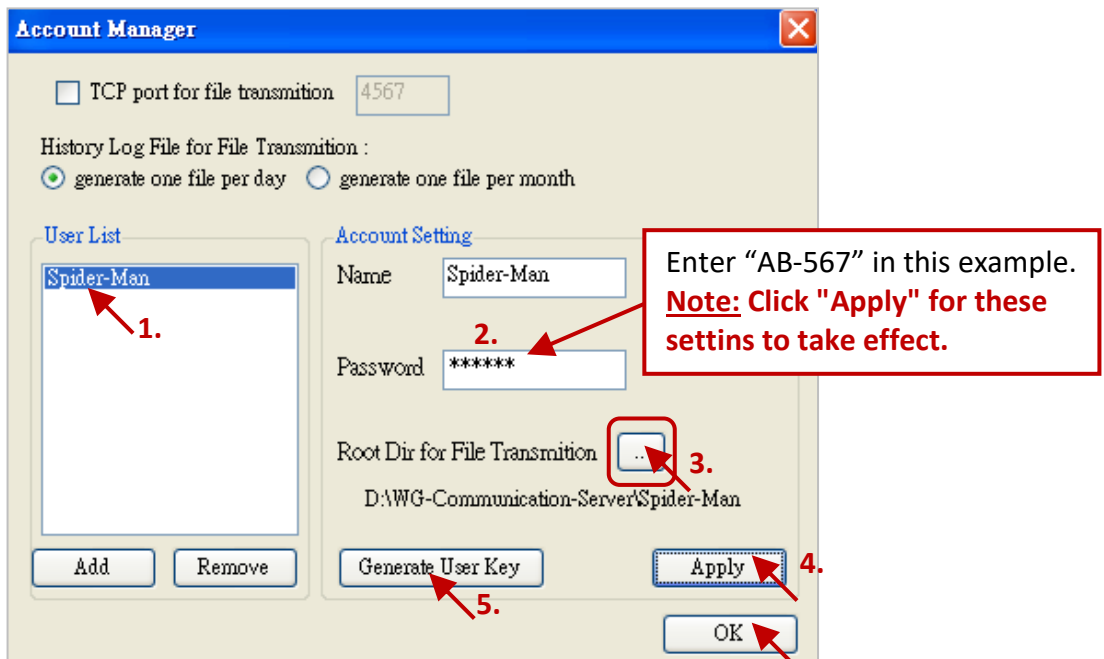 Account Manager
TCP port for file transmition 4567
History Log File for File Transmition :
generate one file per day generate one file per month
User List
Spider-Man
1.
Account Setting
Name Spider-Man
2.
Password ******
Enter “AB-567” in this example.
Note: Click "Apply" for these
settins to take effect.
Root Dir for File Transmition .. 3.
D:\WG-Communication-Server\Spider-Man
Add Remove Generate User Key Apply 4.
5.
OK